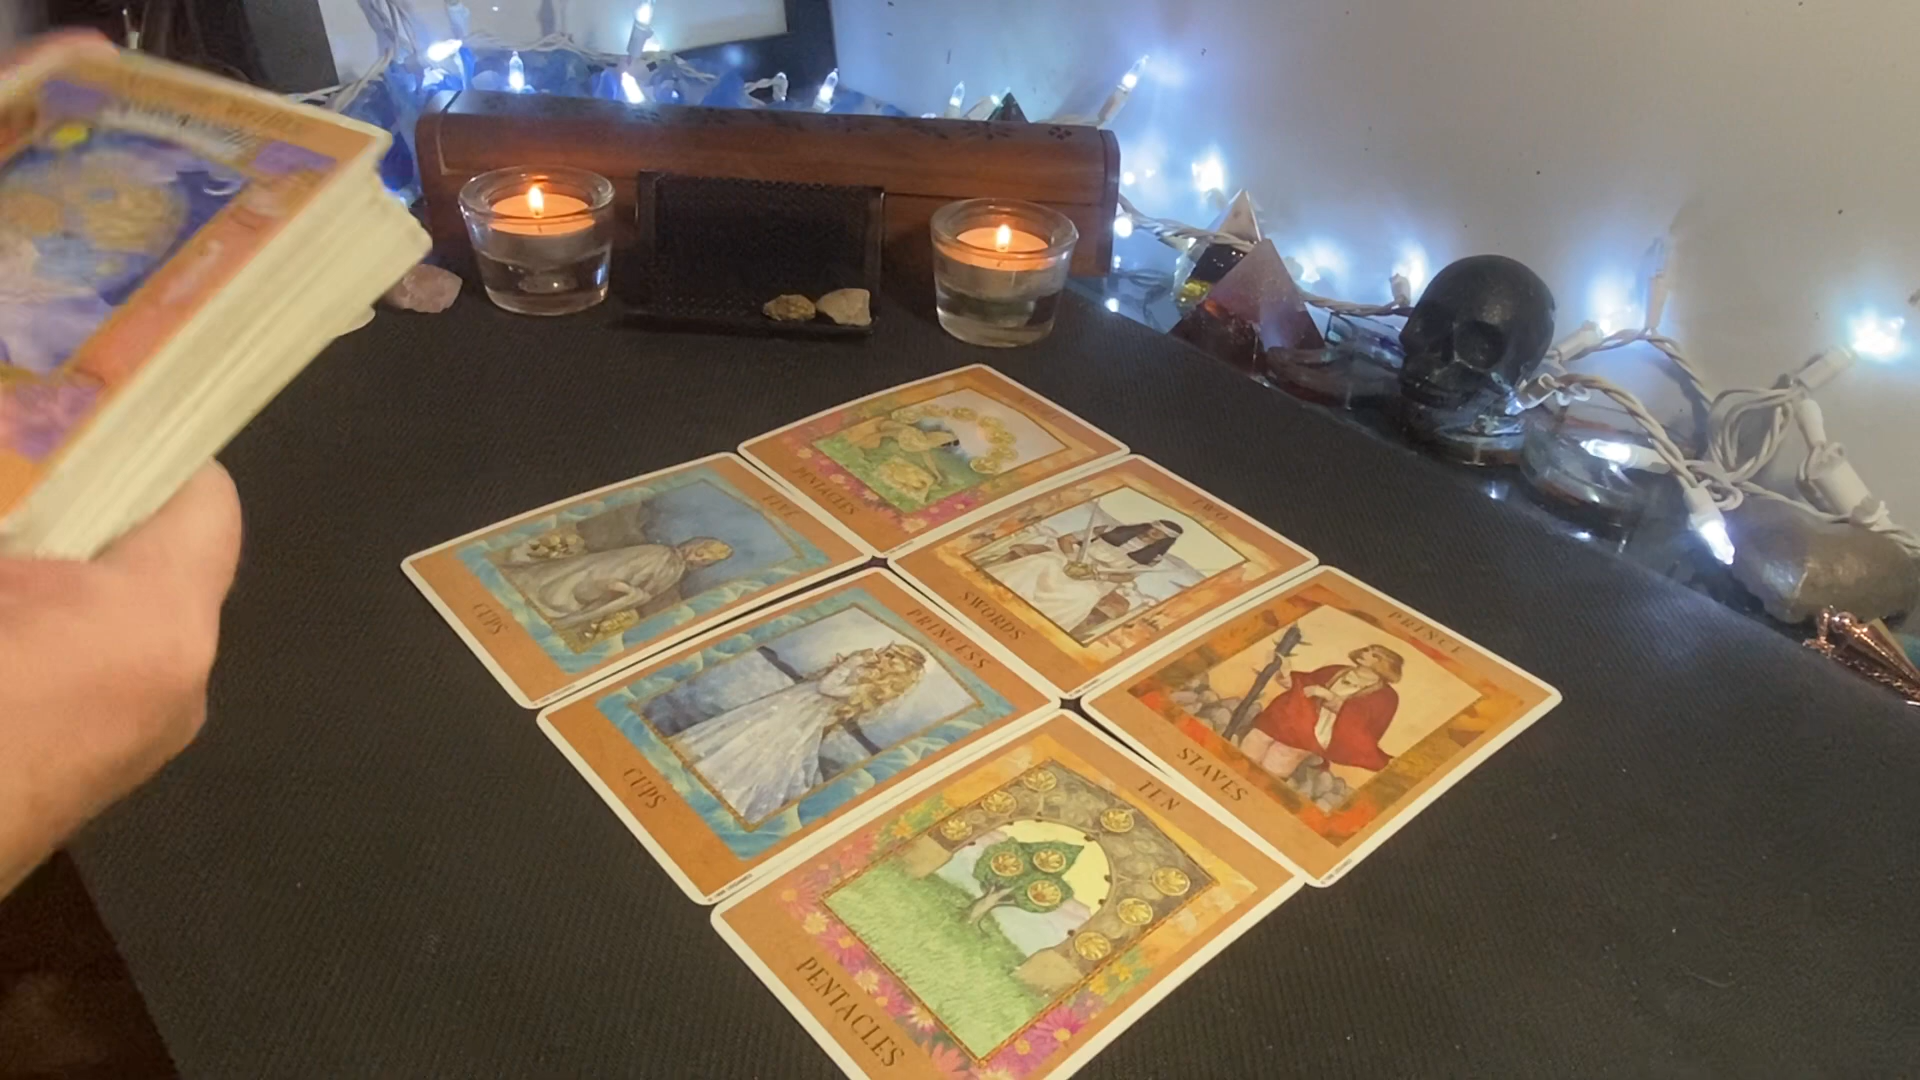 PENTACLES
FIVE
CUPS
TWO
SWORDS
PRINCESS
CUPS
PRINCE
STAVES
TEN
PENTACLES